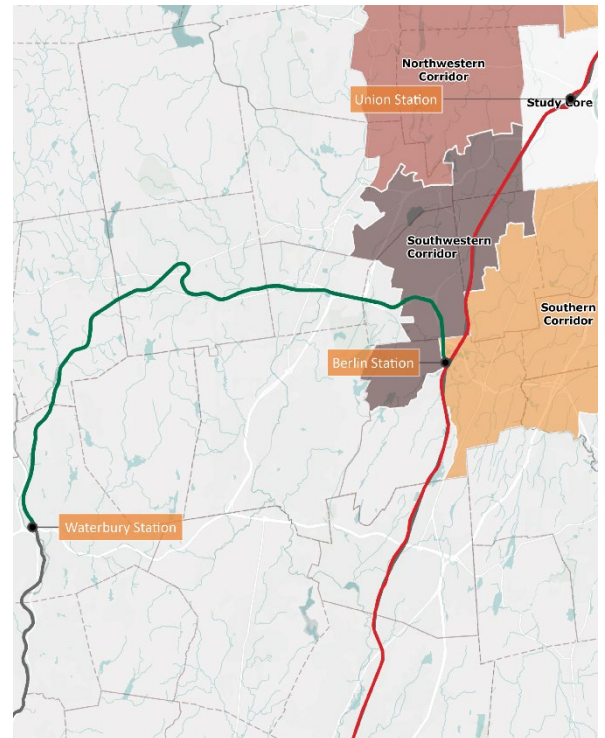 Northwestern
Corridor
Union Station
Study Core
Southwestern
Corridor
Southern
Corridor
Berlin Station
Waterbury Station